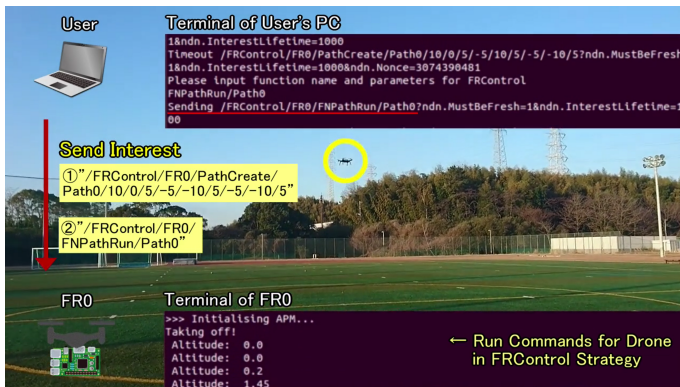 User
Terminal of User's PC
1&ndn.InterestLifetime=1000
Timeout /FRControl/FR0/PathCreate/Path0/10/0/5/-5/10/5/-5/-10/5?ndn.MustBeFresh
1&ndn.InterestLifetime=1000&ndn.Nonce=3074390481
Please input function name and parameters for FRControl
FNPathRun/Path0
Sending /FRControl/FR0/FNPathRun/Path0?ndn.MustBeFresh=1&ndn.InterestLifetime=1
00
Send Interest
①"/FRControl/FR0/PathCreate/
Path0/10/0/5/-5/-10/5/-5/-10/5"
②"/FRControl/FR0/
FNPathRun/Path0"
FR0
Terminal of FR0
>>> Initialising APM...
Taking off!
Altitude:  0.0
Altitude:  0.0
Altitude:  0.2
Altitude:  1.45
← Run Commands for Drone
in FRControl Strategy